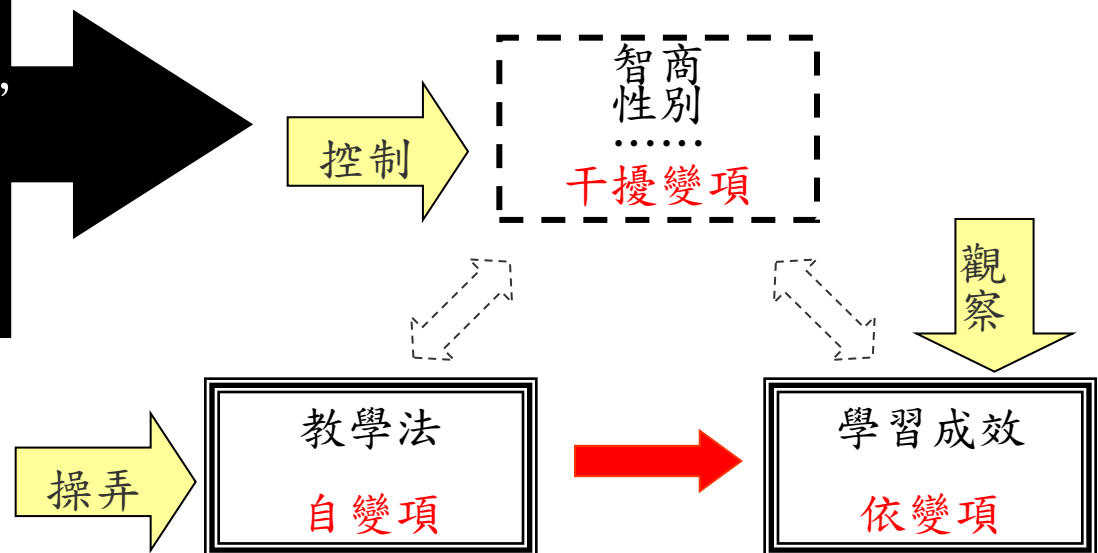 ，
智商
性別
……
干擾變項
控制
觀察
教學法
自變項
學習成效
依變項
操弄